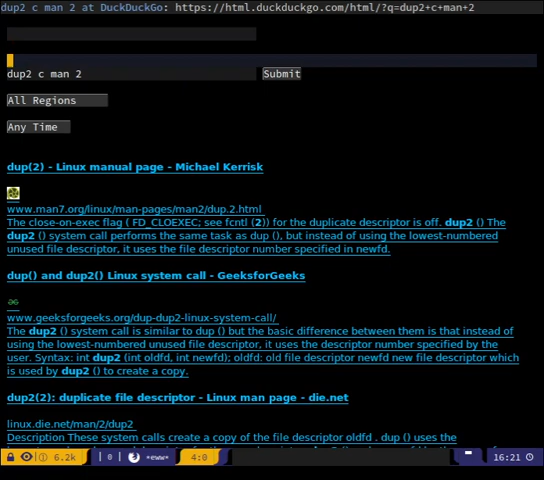 dup2 c man 2 at DuckDuckGo: https://html.duckduckgo.com/html/?q=dup2+c+man+2
dup2 c man 2 Submit
All Regions
Any Time
dup(2) - Linux manual page - Michael Kerrisk
www.man7.org/linux/man-pages/man2/dup.2.html
The close-on-exec flag ( FD_CLOEXEC; see fcntl (2)) for the duplicate descriptor is off. dup2 () The
dup2 () system call performs the same task as dup (), but instead of using the lowest-numbered
unused file descriptor, it uses the file descriptor number specified in newfd.
dup() and dup2() Linux system call - GeeksforGeeks
www.geeksforgeeks.org/dup-dup2-linux-system-call/
The dup2 () system call is similar to dup () but the basic difference between them is that instead of
using the lowest-numbered unused file descriptor, it uses the descriptor number specified by the
user. Syntax: int dup2 (int oldfd, int newfd); oldfd: old file descriptor newfd new file descriptor which
is used by dup2 () to create a copy.
dup2(2): duplicate file descriptor - Linux man page - die.net
linux.die.net/man/2/dup2
Description These system calls create a copy of the file descriptor oldfd . dup () uses the
6.2k | 0 *eww* 4:0 16:21